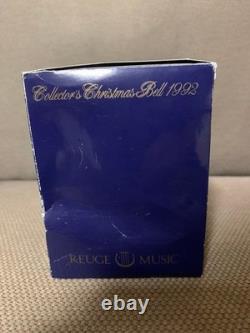 Collector's Christmas Bell 1992
REUGE MUSIC